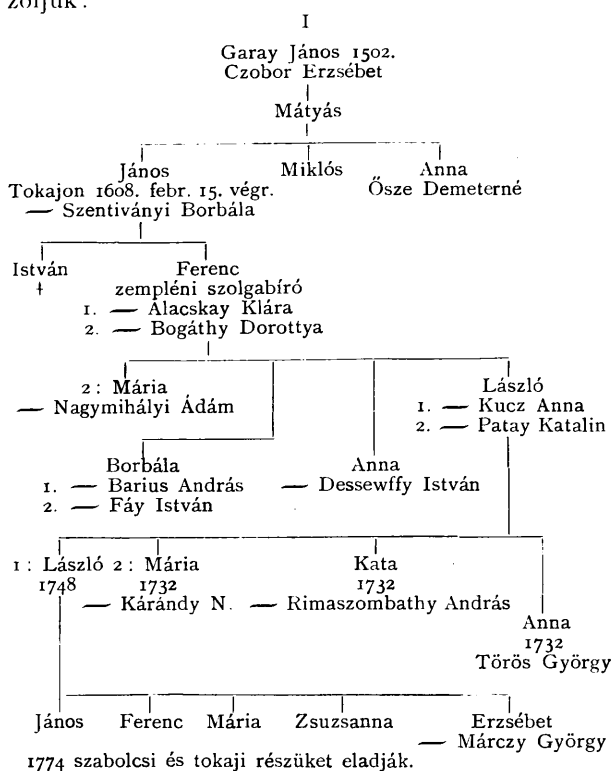 zoljuk:
I
Garay János 1502.
Czobor Erzsébet
Mátyás
János Miklós Anna
Tokajon 1608. febr. 15. végr. Ősze Demeterné
— Szentiványi Borbála
István Ferenc
† zempléni szolgabíró
1. — Alacskay Klára
2. — Bogáthy Dorottya
2: Mária László
— Nagymihályi Ádám 1. — Kucz Anna
2. — Patay Katalin
Borbála Anna
1. — Barius András — Dessewffy István
2. — Fáy István
1: László 2: Mária Kata
1748 1732 1732
— Kárándy N. — Rimaszombathy András
Anna
1732
Törös György
János Ferenc Mária Zsuzsanna Erzsébet
— Márczy György
1774 szabolcsi és tokaji részüket eladják.